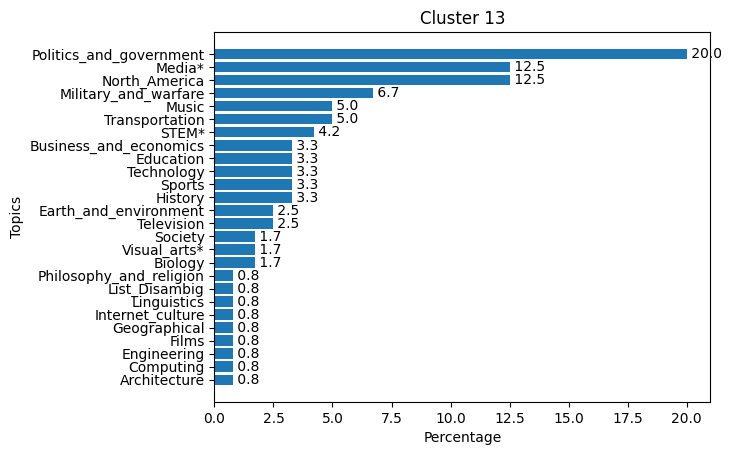 Cluster 13
Politics_and_government 20.0
Media* 12.5
North_America 12.5
Military_and_warfare 6.7
Music 5.0
Transportation 5.0
STEM* 4.2
Business_and_economics 3.3
Education 3.3
Technology 3.3
Sports 3.3
History 3.3
Earth_and_environment 2.5
Television 2.5
Society 1.7
Visual_arts* 1.7
Biology 1.7
Philosophy_and_religion 0.8
List_Disambig 0.8
Linguistics 0.8
Internet_culture 0.8
Geographical 0.8
Films 0.8
Engineering 0.8
Computing 0.8
Architecture 0.8
Topics
0.0 2.5 5.0 7.5 10.0 12.5 15.0 17.5 20.0
Percentage